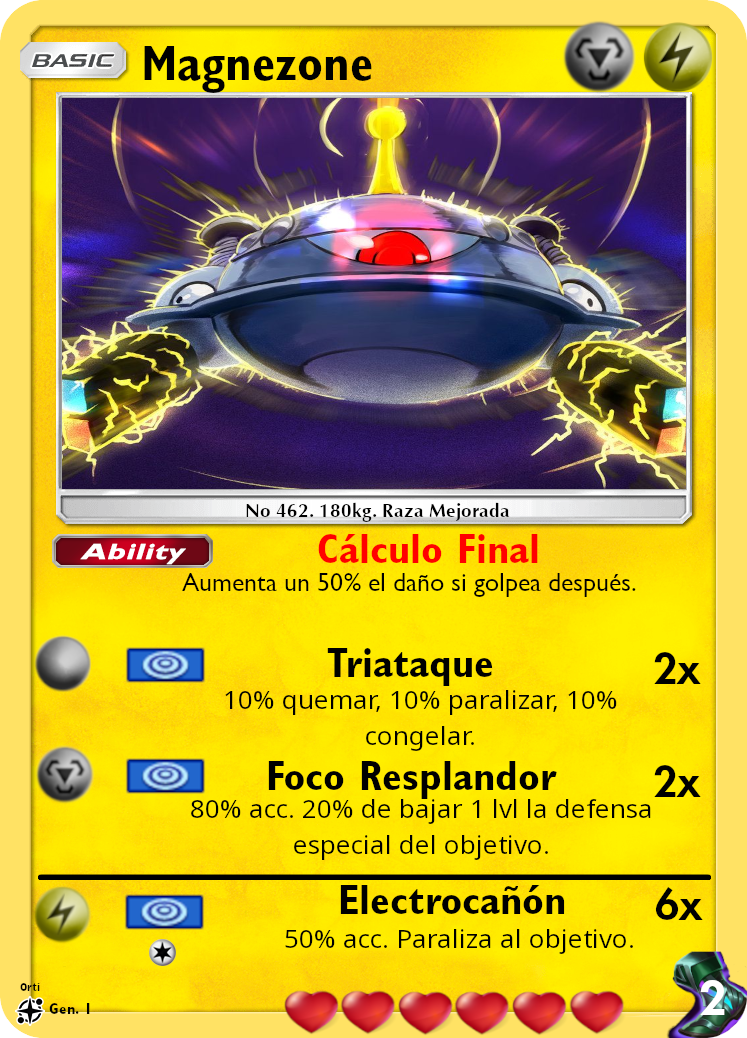 BASIC Magnezone
No 462. 180kg. Raza Mejorada
Ability Cálculo Final
Aumenta un 50% el daño si golpea después.
Triataque 2x
10% quemar, 10% paralizar, 10%
congelar.
Foco Resplandor 2x
80% acc. 20% de bajar 1 lvl la defensa
especial del objetivo.
Electrocañón 6x
50% acc. Paraliza al objetivo.
Orti
Gen. 1
2